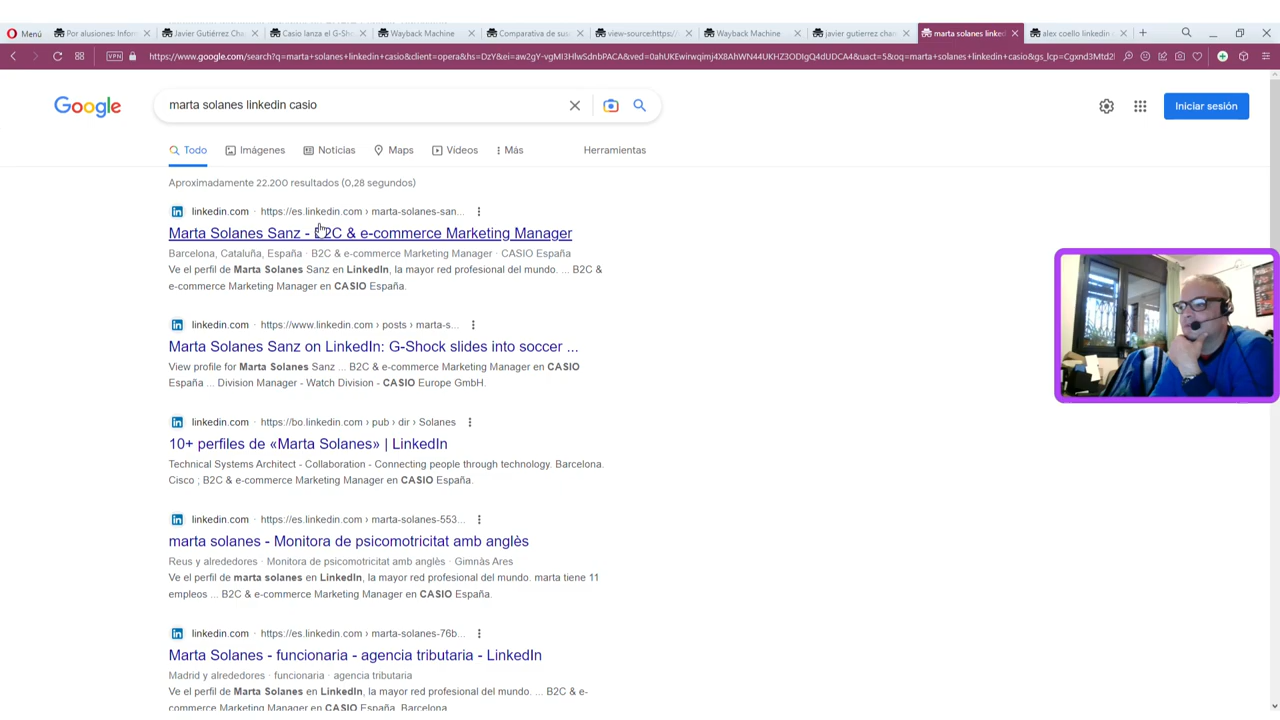 Menú
Por alusiones: Infor
Javier Gutiérrez Cha
Casio lanza el G-Sho
Wayback Machine
Comparativa de sus
view-source:https:/
Wayback Machine
javier gutierrez chan
marta solanes linked
alex coello linkedin
VPN
https://www.google.com/search?q=marta+solanes+linkedin+casio&client=opera&hs=DzY&ei=aw2gY-vgMI3HlwSdnbPACA&ved=0ahUKEwirwqimj4X8AhWN44UKHZ3ODIgQ4dUDCA4&uact=5&oq=marta+solanes+linkedin+casio&gs_lcp=Cgxnd3Mtd2l
Google
marta solanes linkedin casio
Iniciar sesión
Todo
Imágenes
Noticias
Maps
Vídeos
Más
Herramientas
Aproximadamente 22.200 resultados (0,28 segundos)
linkedin.com · https://es.linkedin.com › marta-solanes-san...
Marta Solanes Sanz - B2C & e-commerce Marketing Manager
Barcelona, Cataluña, España · B2C & e-commerce Marketing Manager · CASIO España
Ve el perfil de Marta Solanes Sanz en LinkedIn, la mayor red profesional del mundo. ... B2C &
e-commerce Marketing Manager en CASIO España.
linkedin.com · https://www.linkedin.com › posts › marta-s...
Marta Solanes Sanz on LinkedIn: G-Shock slides into soccer ...
View profile for Marta Solanes Sanz ... B2C & e-commerce Marketing Manager en CASIO
España ... Division Manager - Watch Division - CASIO Europe GmbH.
linkedin.com · https://bo.linkedin.com › pub › dir › Solanes
10+ perfiles de «Marta Solanes» | LinkedIn
Technical Systems Architect - Collaboration - Connecting people through technology. Barcelona.
Cisco ; B2C & e-commerce Marketing Manager en CASIO España.
linkedin.com · https://es.linkedin.com › marta-solanes-553...
marta solanes - Monitora de psicomotricitat amb anglès
Reus y alrededores · Monitora de psicomotricitat amb anglès · Gimnàs Ares
Ve el perfil de marta solanes en LinkedIn, la mayor red profesional del mundo. marta tiene 11
empleos ... B2C & e-commerce Marketing Manager en CASIO España.
linkedin.com · https://es.linkedin.com › marta-solanes-76b...
Marta Solanes - funcionaria - agencia tributaria - LinkedIn
Madrid y alrededores · funcionaria · agencia tributaria
Ve el perfil de Marta Solanes en LinkedIn, la mayor red profesional del mundo. ... B2C & e-
commerce Marketing Manager en CASIO España, Barcelona.